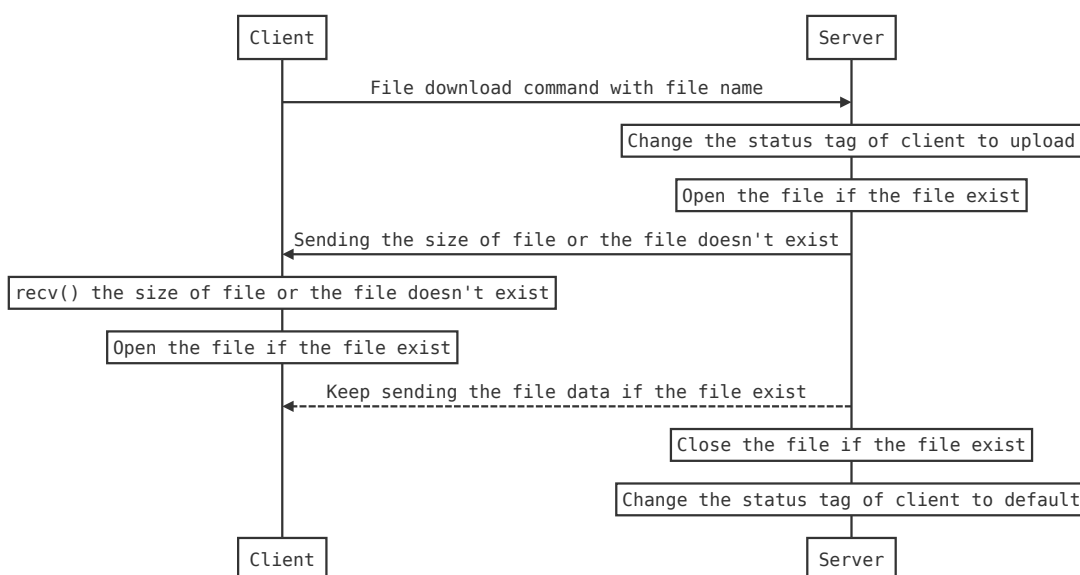 Client
Server
File download command with file name
Change the status tag of client to upload
Open the file if the file exist
Sending the size of file or the file doesn't exist
recv() the size of file or the file doesn't exist
Open the file if the file exist
Keep sending the file data if the file exist
Close the file if the file exist
Change the status tag of client to default
Client
Server